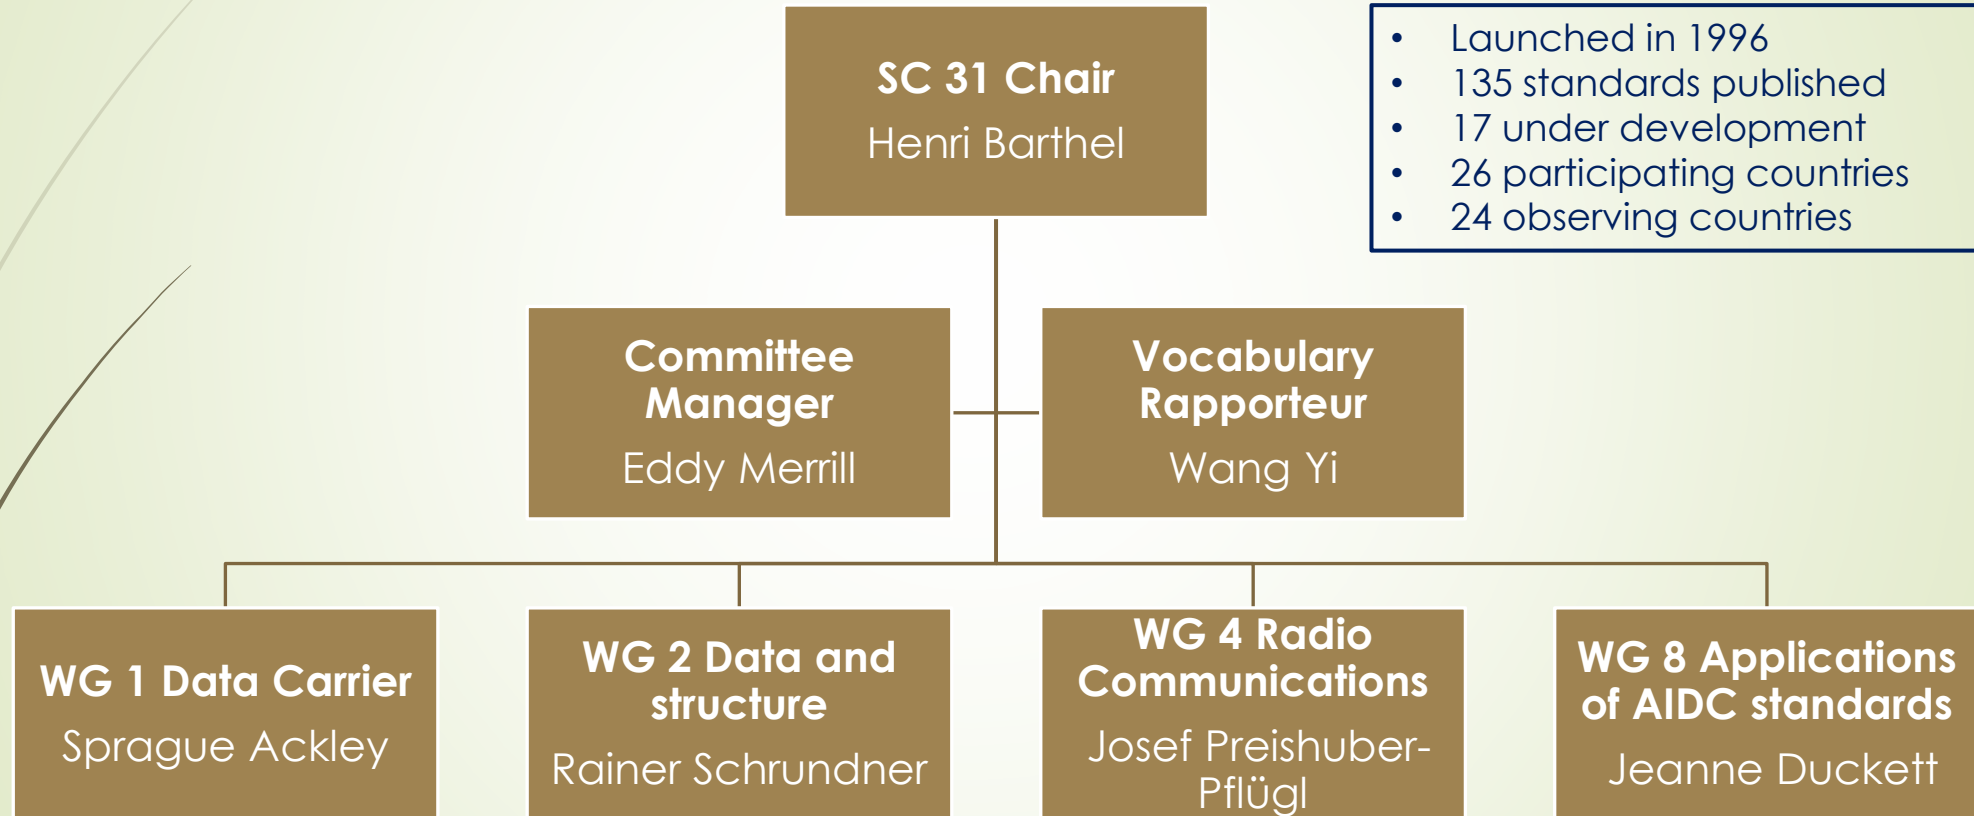 SC 31 Chair
Henri Barthel
• Launched in 1996
• 135 standards published
• 17 under development
• 26 participating countries
• 24 observing countries
Committee
Manager
Eddy Merrill
Vocabulary
Rapporteur
Wang Yi
WG 1 Data Carrier
Sprague Ackley
WG 2 Data and
structure
Rainer Schrundner
WG 4 Radio
Communications
Josef Preishuber-
Pflügl
WG 8 Applications
of AIDC standards
Jeanne Duckett